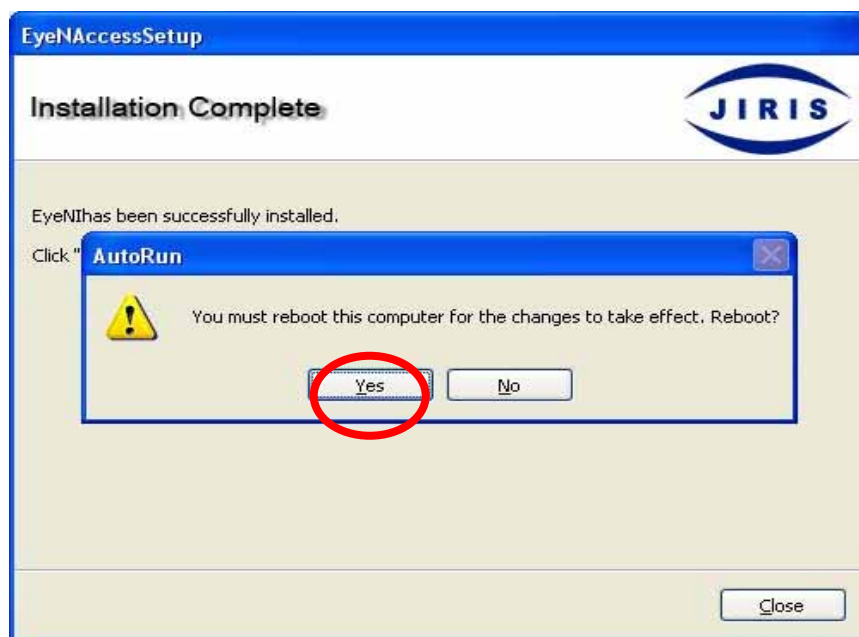 EyeNAccessSetup
Installation Complete
JIRIS
EyeNIhas been successfully installed.
Click "
AutoRun
You must reboot this computer for the changes to take effect. Reboot?
Yes
No
Close